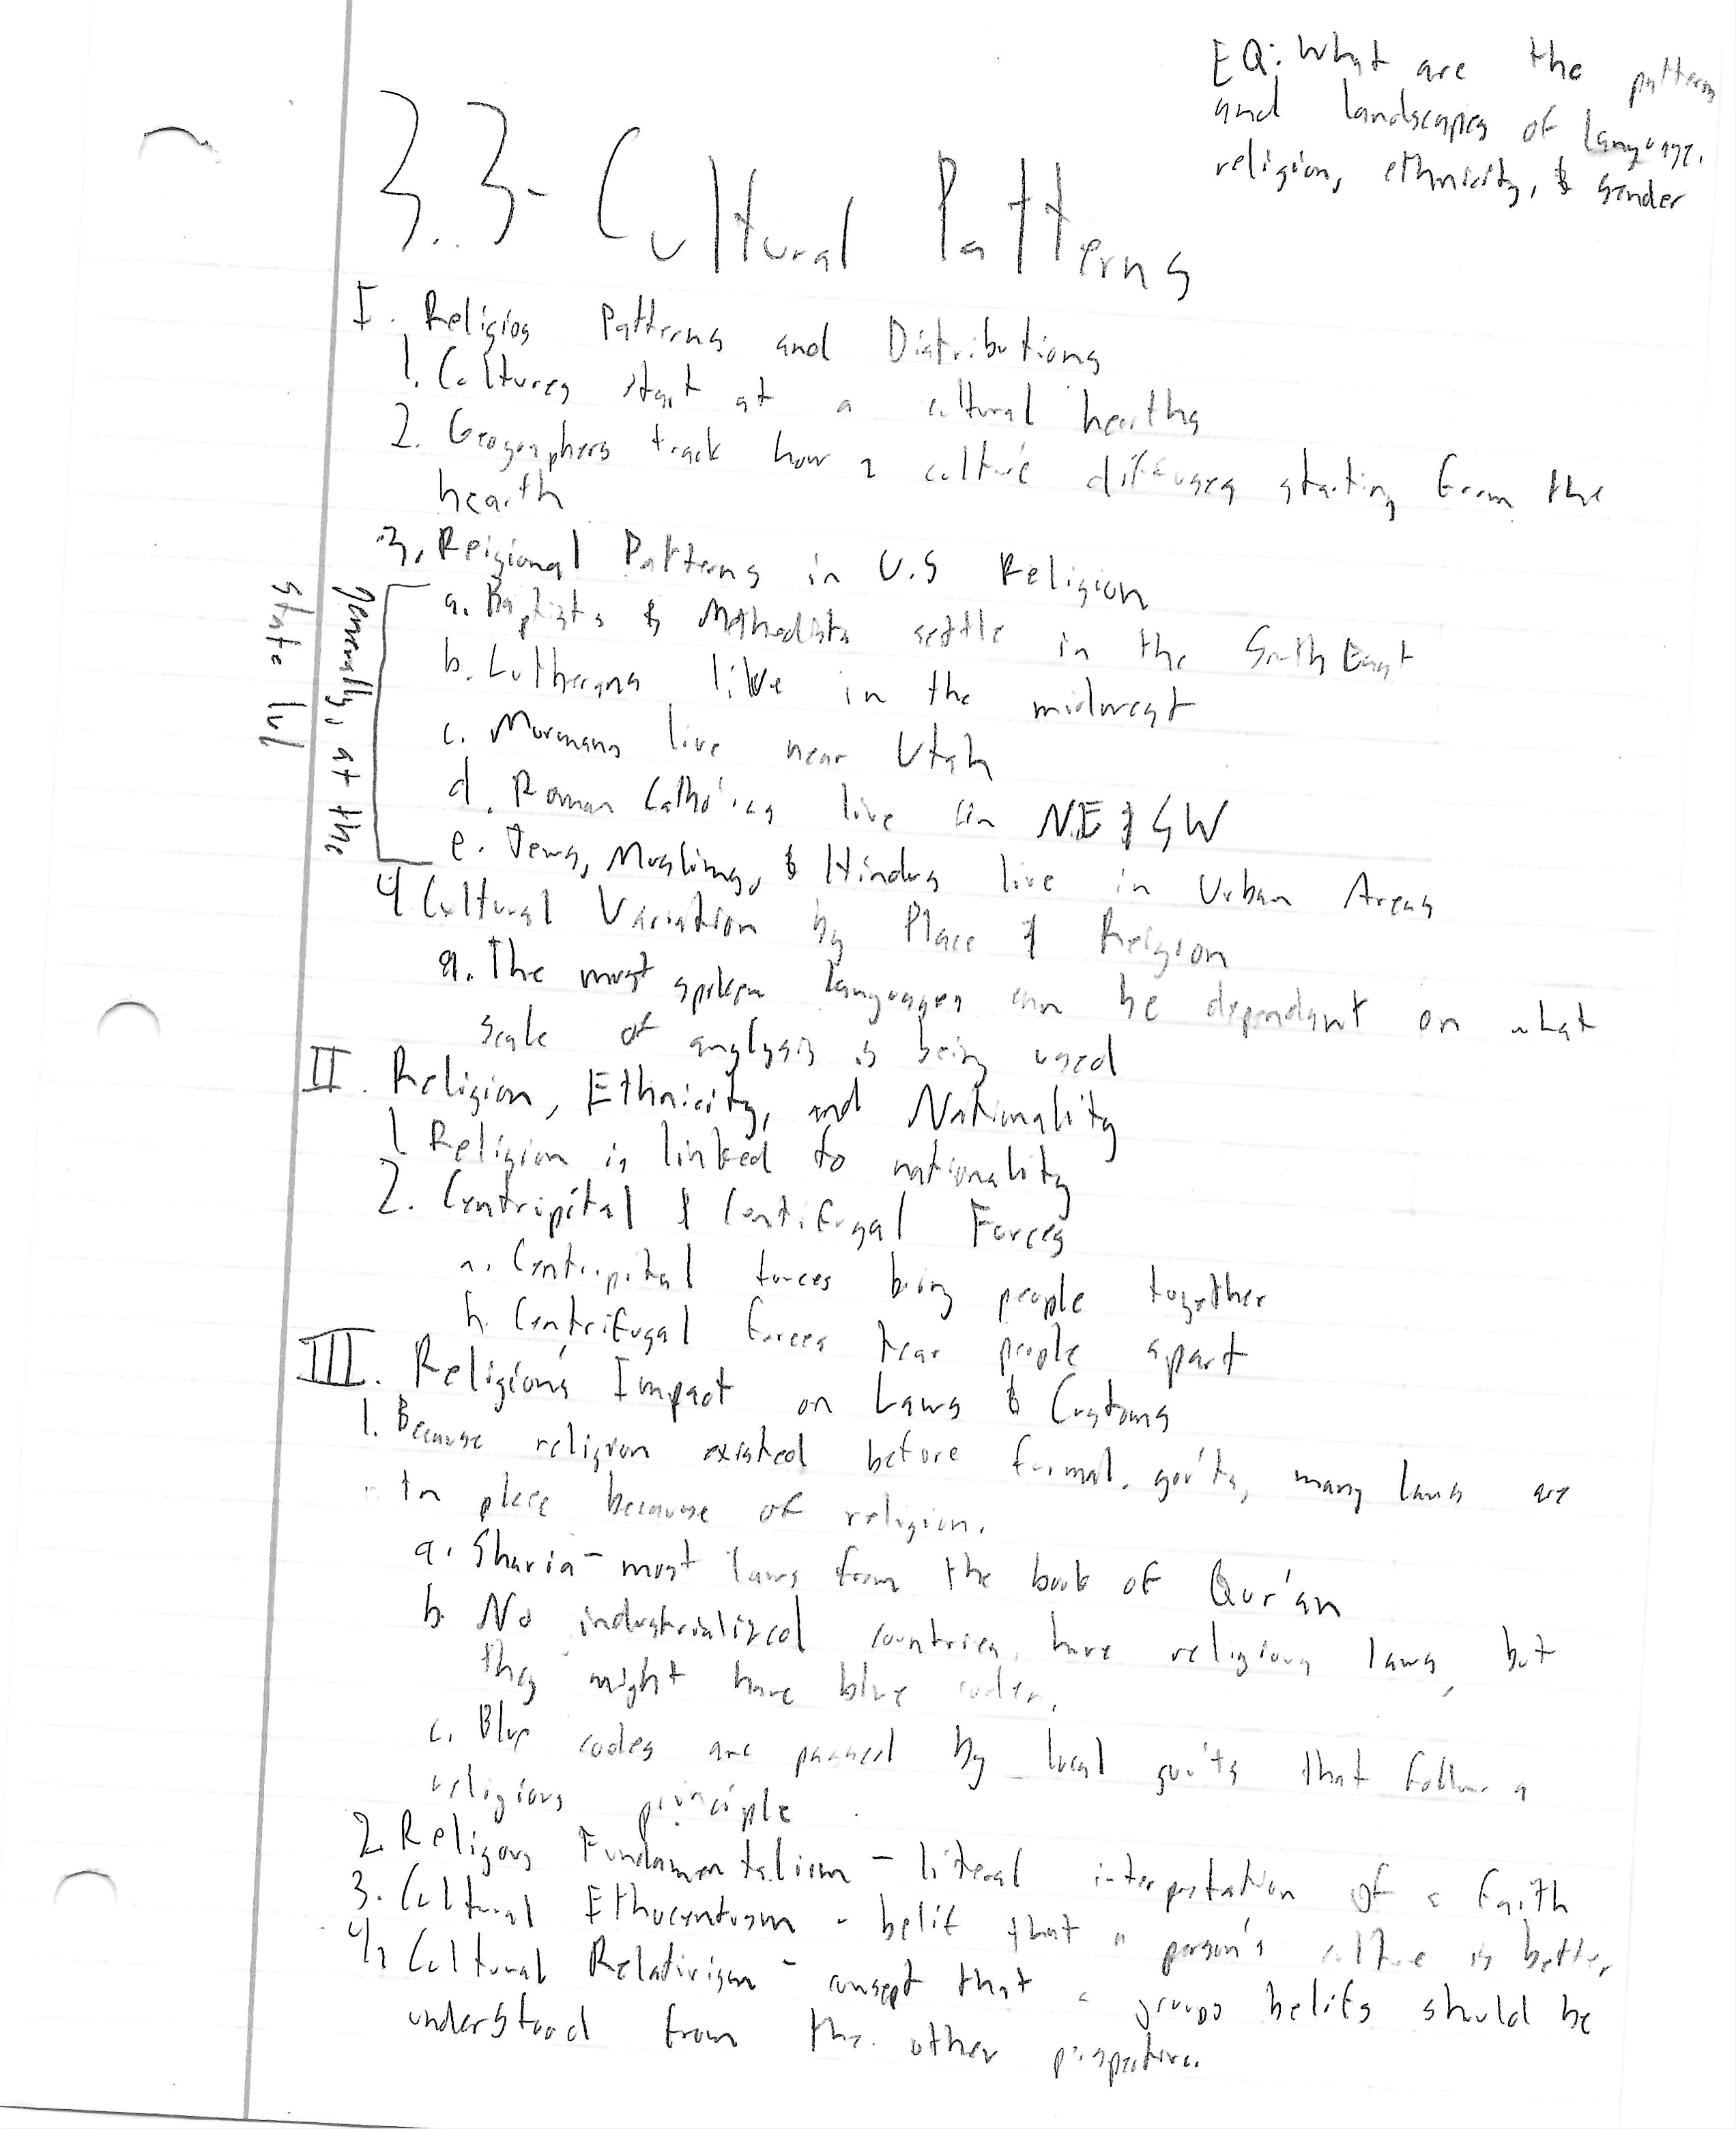 EQ: What are the patterns
and landscapes of language,
religion, ethnicity, & gender
3.3- Cultural Patterns
I. Religios Patterns and Distributions
1. Cultures start at a cultural hearths
2. Geographers track how a culture diffuses starting from the
hearth
3. Reigional Patterns in U.S Religion
generally, at the
state lvl
a. Baptists & Methodists settle in the SouthEast
b. Lutherans live in the midwest
c. Mormans live near Utah
d. Roman Catholics live in NE & SW
e. Jews, Muslims, & Hindus live in Urban Areas
4 Cultural Variation by Place & Reigion
a. The most spoken languages can be dependant on what
scale of analysis is being used
II. Religion, Ethnicity, and Nationality
1 Religion is linked to nationality
2. Centripital & Centifugal Forces
a. Centripital forces bring people together
b. Centrifugal forces tear people apart
III. Religion's Impact on Laws & Customs
1. Because religion existed before formal gov'ts, many laws are
in place because of religion.
a. Sharia - most laws from the book of Qur'an
b. No industrialized countries have religious laws, but
they might have blue codes.
c. Blue codes are passed by local gov'ts that follow a
religious principle
2. Religous Fundamentalism - literal interpretation of a faith
3. Cultural Ethnocentrism - belif that a person's culture is better
4. Cultural Relativism - consept that a groups belifs should be
understood from the other perspective.